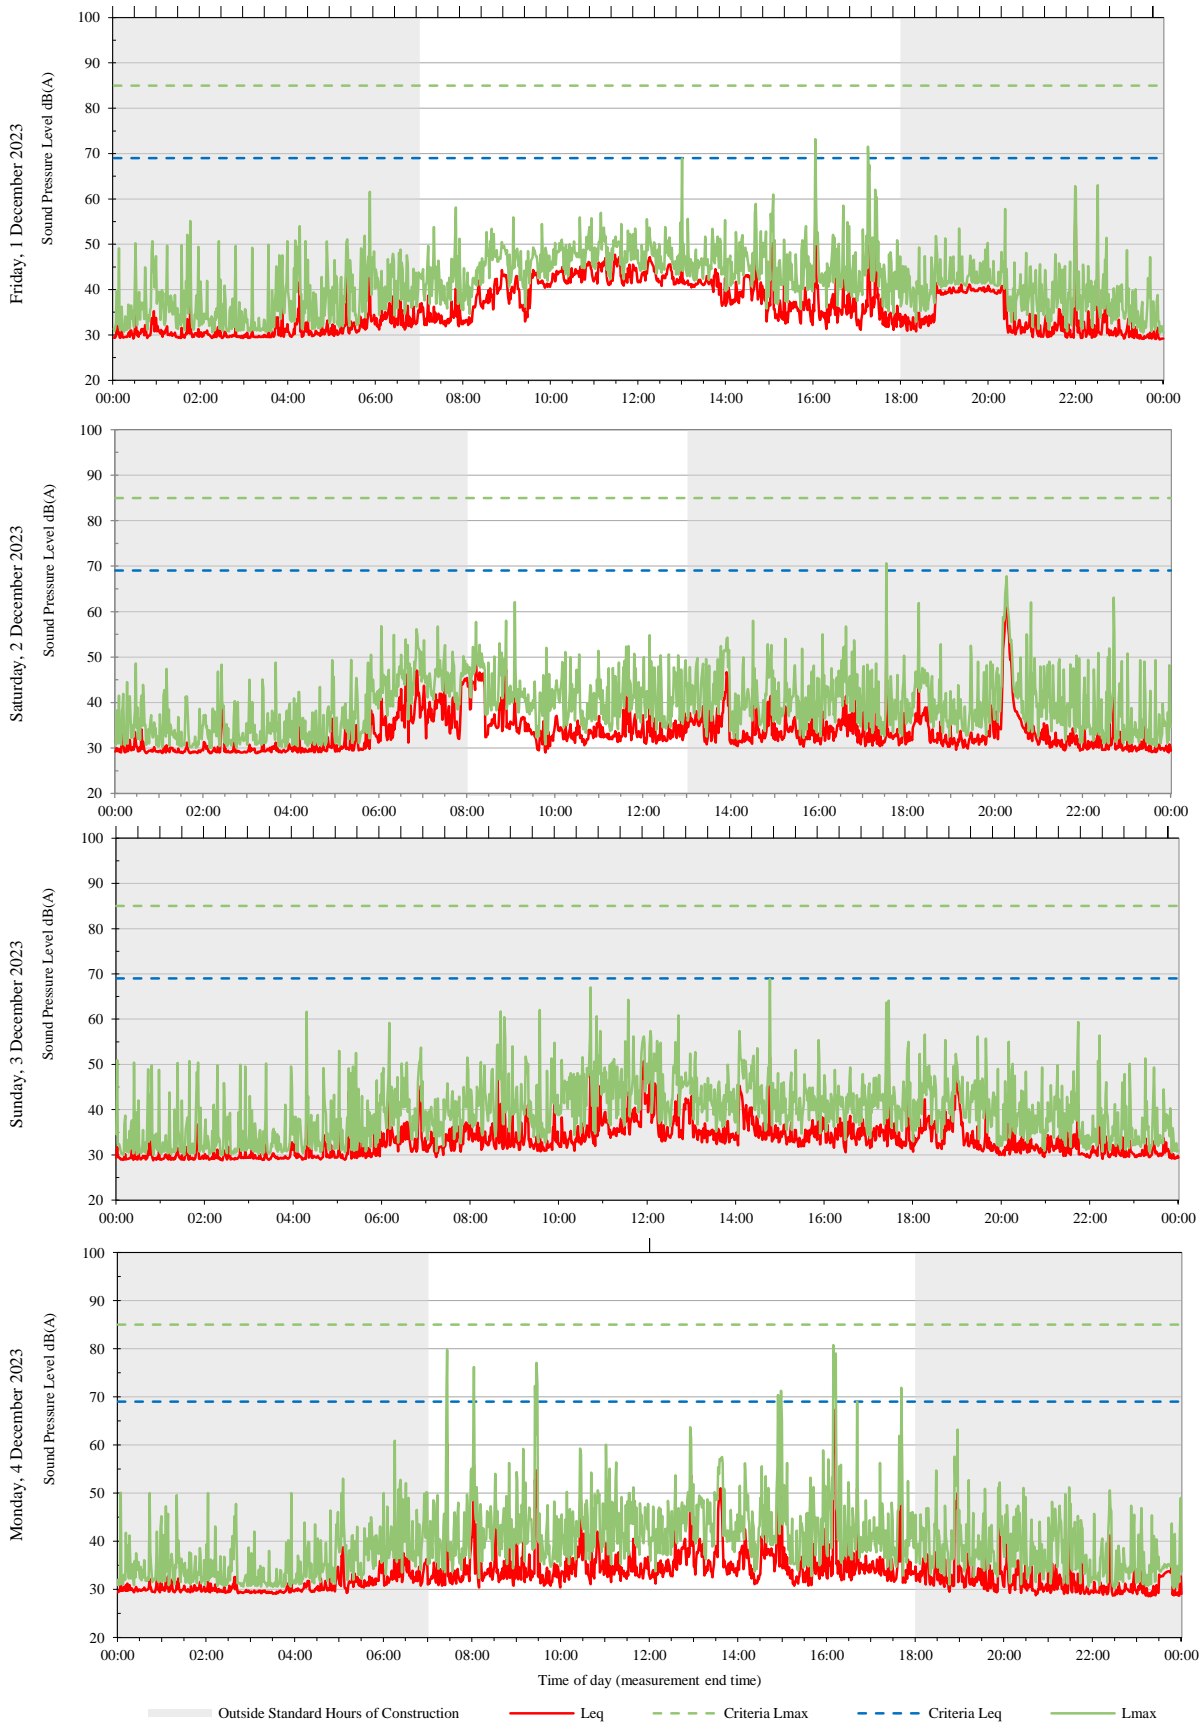 Friday, 1 December 2023
Sound Pressure Level dB(A)
100
90
80
70
60
50
40
30
20
00:00 02:00 04:00 06:00 08:00 10:00 12:00 14:00 16:00 18:00 20:00 22:00 00:00
Saturday, 2 December 2023
Sound Pressure Level dB(A)
100
90
80
70
60
50
40
30
20
00:00 02:00 04:00 06:00 08:00 10:00 12:00 14:00 16:00 18:00 20:00 22:00 00:00
Sunday, 3 December 2023
Sound Pressure Level dB(A)
100
90
80
70
60
50
40
30
20
00:00 02:00 04:00 06:00 08:00 10:00 12:00 14:00 16:00 18:00 20:00 22:00 00:00
Monday, 4 December 2023
Sound Pressure Level dB(A)
100
90
80
70
60
50
40
30
20
00:00 02:00 04:00 06:00 08:00 10:00 12:00 14:00 16:00 18:00 20:00 22:00 00:00
Time of day (measurement end time)
Outside Standard Hours of Construction Leq Criteria Lmax Criteria Leq Lmax